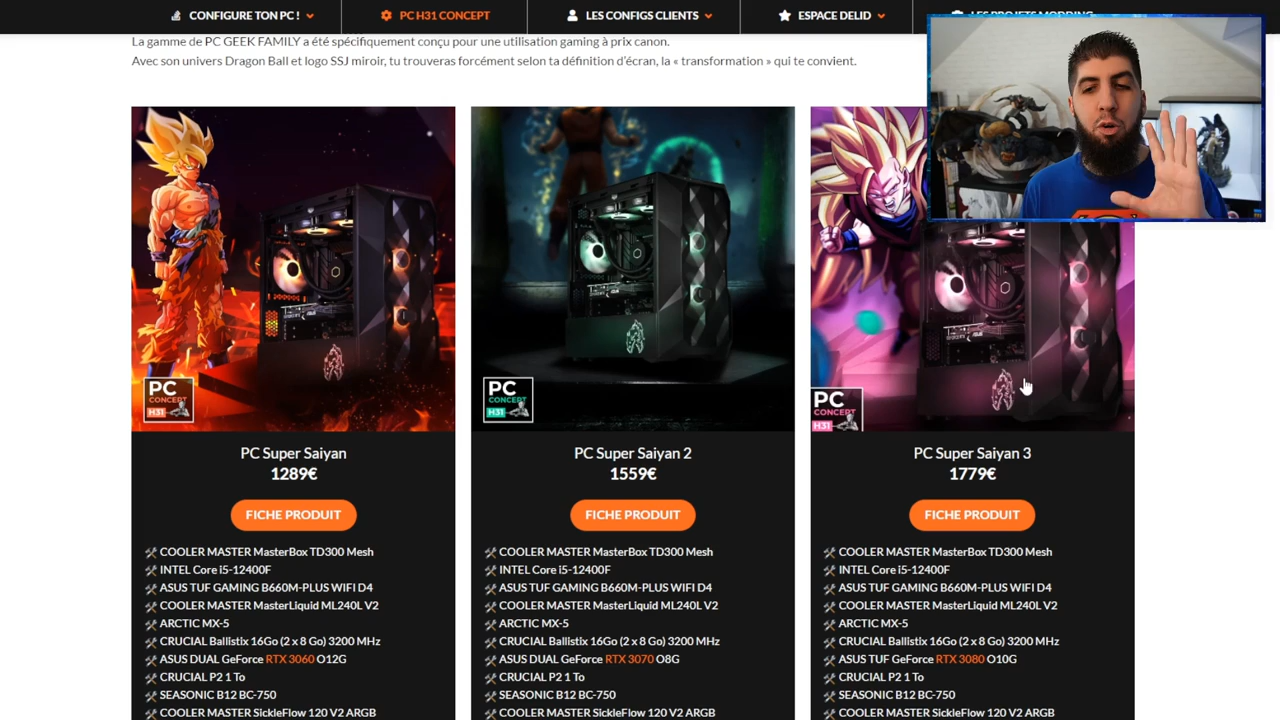 CONFIGURE TON PC !
PC H31 CONCEPT
LES CONFIGS CLIENTS
ESPACE DELID
LES PROJETS MODDING
La gamme de PC GEEK FAMILY a été spécifiquement conçu pour une utilisation gaming à prix canon.
Avec son univers Dragon Ball et logo SSJ miroir, tu trouveras forcément selon ta définition d'écran, la « transformation » qui te convient.
PC
CONCEPT
H31
PC Super Saiyan
1289€
FICHE PRODUIT
COOLER MASTER MasterBox TD300 Mesh
INTEL Core i5-12400F
ASUS TUF GAMING B660M-PLUS WIFI D4
COOLER MASTER MasterLiquid ML240L V2
ARCTIC MX-5
CRUCIAL Ballistix 16Go (2 x 8 Go) 3200 MHz
ASUS DUAL GeForce RTX 3060 O12G
CRUCIAL P2 1 To
SEASONIC B12 BC-750
COOLER MASTER SickleFlow 120 V2 ARGB
PC
CONCEPT
H31
PC Super Saiyan 2
1559€
FICHE PRODUIT
COOLER MASTER MasterBox TD300 Mesh
INTEL Core i5-12400F
ASUS TUF GAMING B660M-PLUS WIFI D4
COOLER MASTER MasterLiquid ML240L V2
ARCTIC MX-5
CRUCIAL Ballistix 16Go (2 x 8 Go) 3200 MHz
ASUS DUAL GeForce RTX 3070 O8G
CRUCIAL P2 1 To
SEASONIC B12 BC-750
COOLER MASTER SickleFlow 120 V2 ARGB
PC
CONCEPT
H31
PC Super Saiyan 3
1779€
FICHE PRODUIT
COOLER MASTER MasterBox TD300 Mesh
INTEL Core i5-12400F
ASUS TUF GAMING B660M-PLUS WIFI D4
COOLER MASTER MasterLiquid ML240L V2
ARCTIC MX-5
CRUCIAL Ballistix 16Go (2 x 8 Go) 3200 MHz
ASUS TUF GeForce RTX 3080 O10G
CRUCIAL P2 1 To
SEASONIC B12 BC-750
COOLER MASTER SickleFlow 120 V2 ARGB